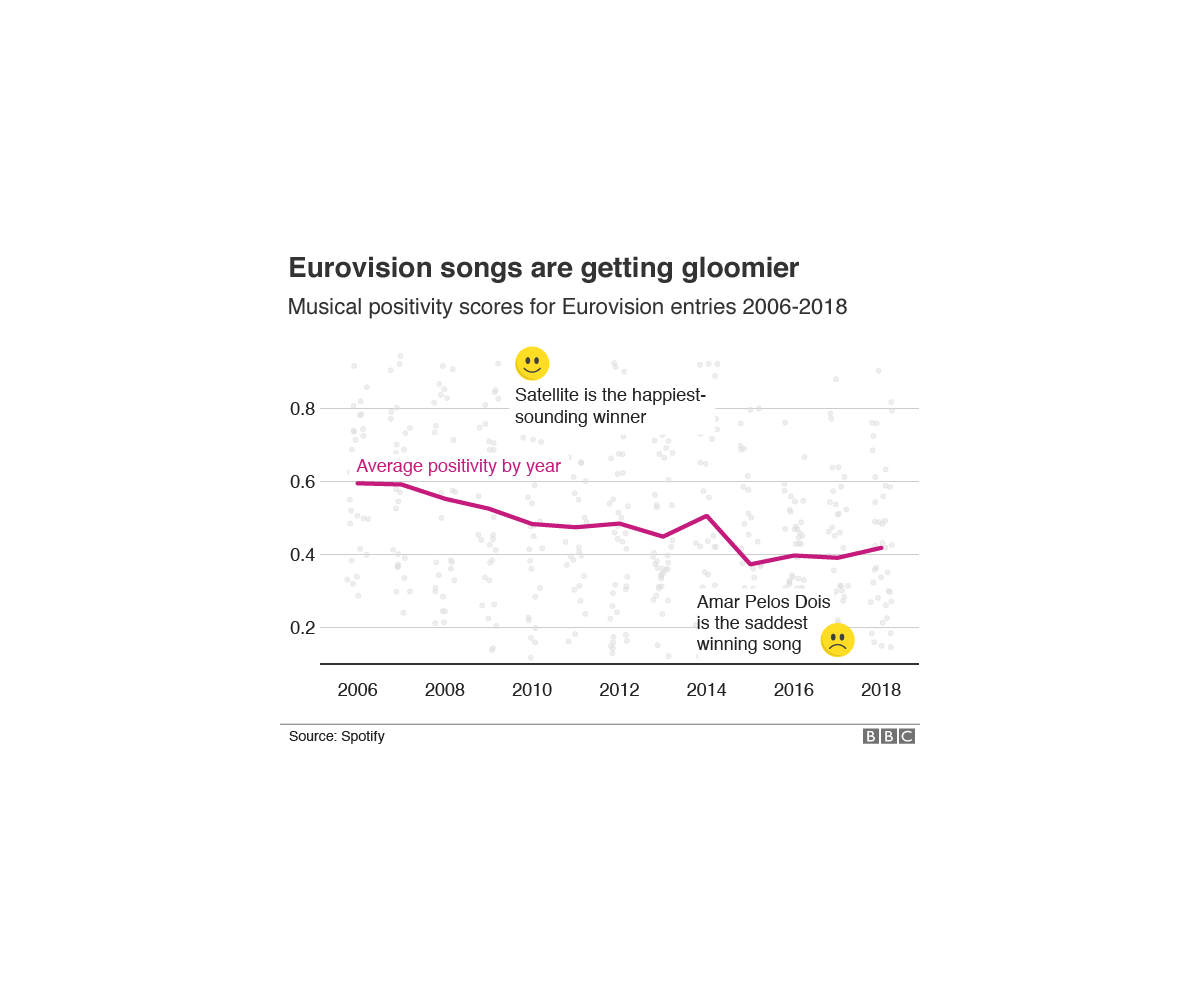 Eurovision songs are getting gloomier
Musical positivity scores for Eurovision entries 2006-2018
Satellite is the happiest-
sounding winner
0.8
Average positivity by year
0.6
0.4
Amar Pelos Dois
is the saddest
winning song
0.2
2006 2008 2010 2012 2014 2016 2018
Source: Spotify
BBC